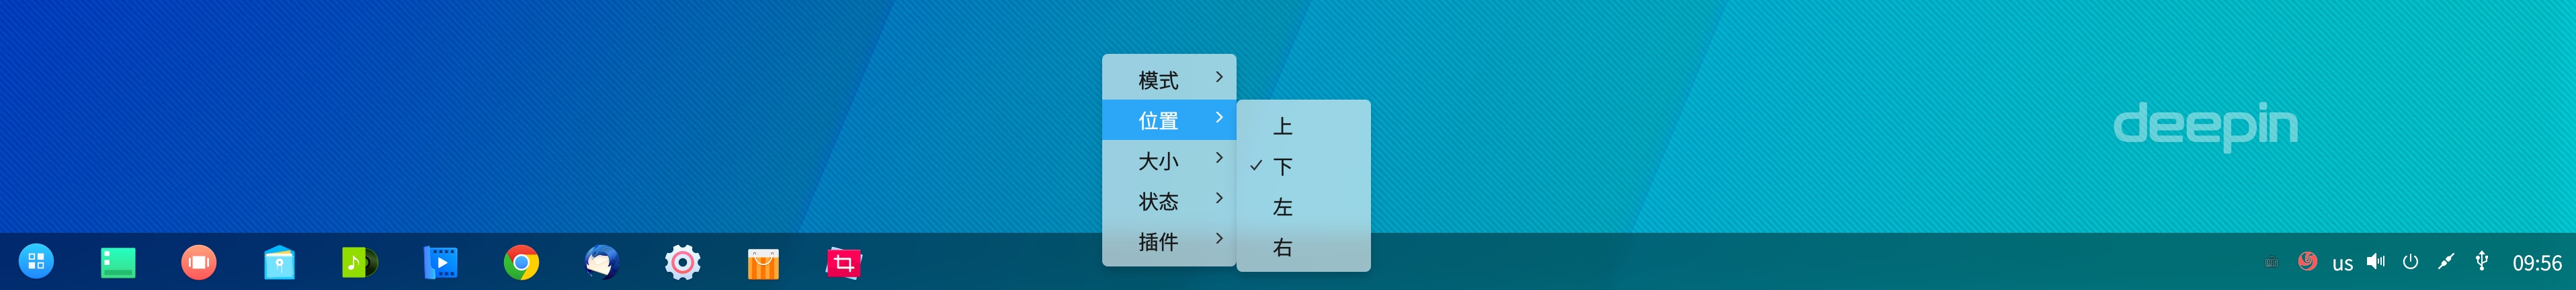 模式
位置
大小
状态
插件
上
下
左
右
deepin
us
09:56